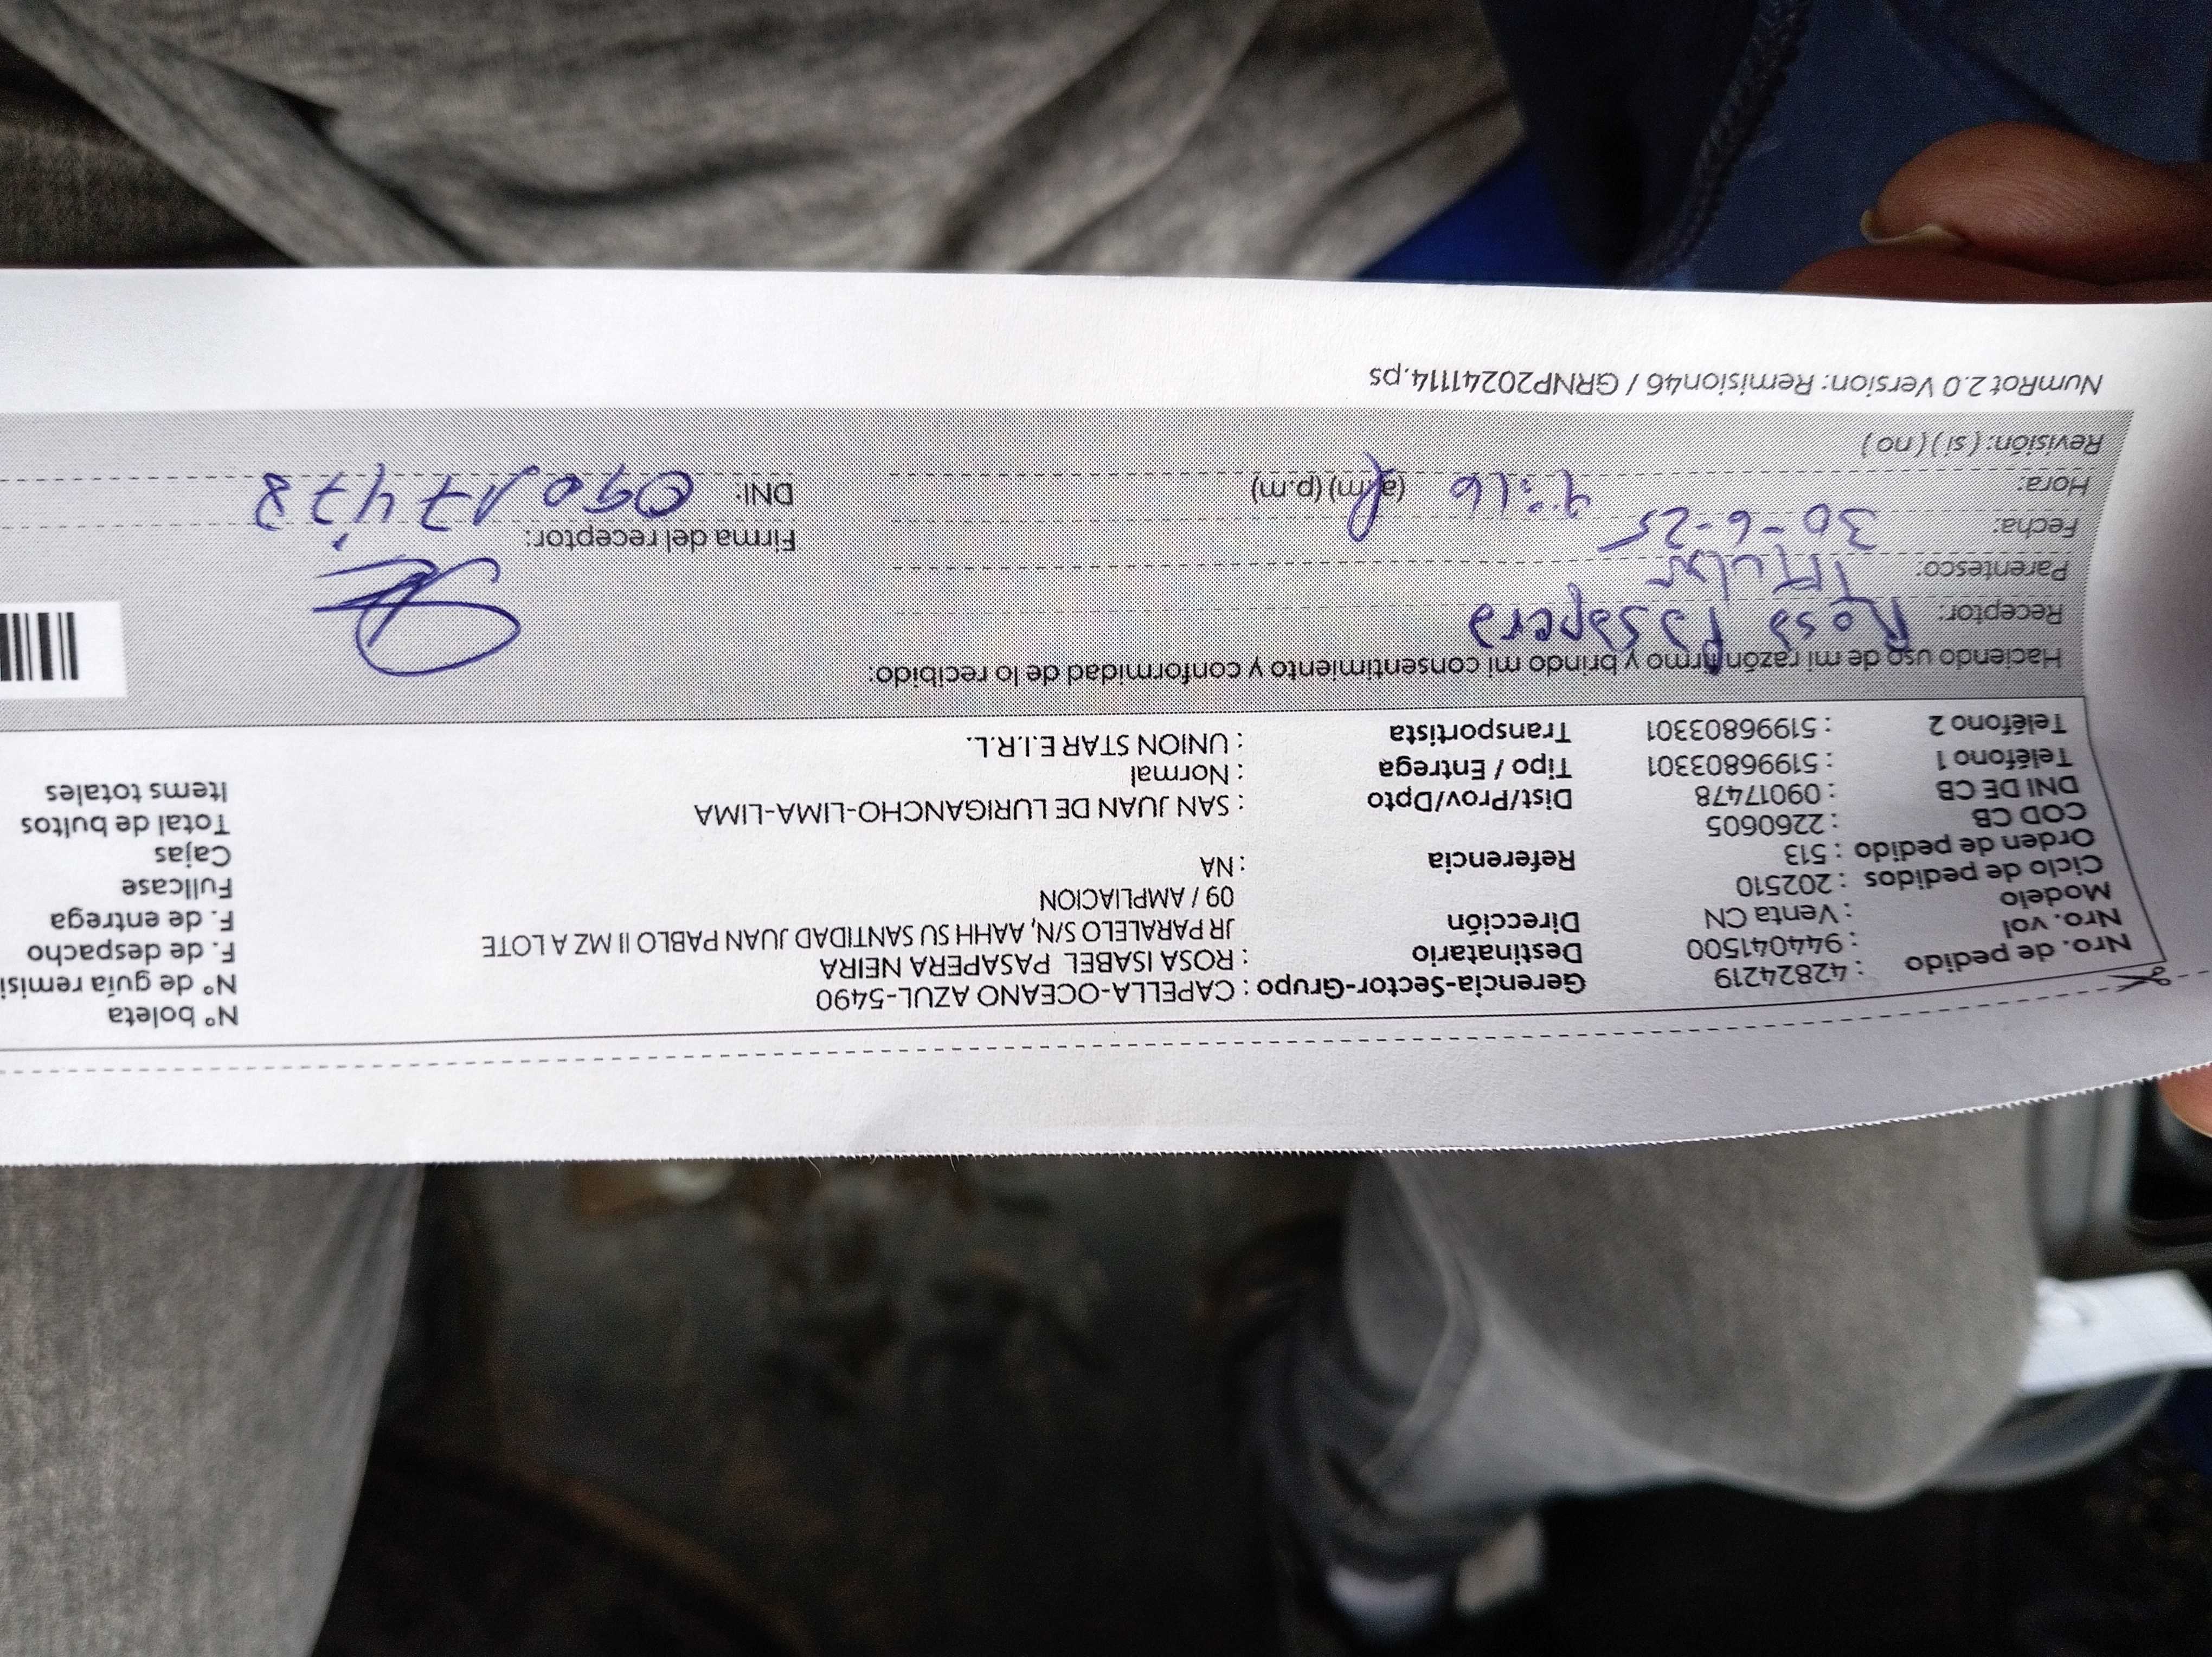 Nro. de pedido : 42824219 Gerencia-Sector-Grupo : CAPELLA-OCEANO AZUL-5490 N° boleta
Nro. vol : 944041500 Destinatario : ROSA ISABEL PASAPERA NEIRA N° de guía remisi
Modelo : Venta CN Dirección JR PARALELO S/N, AAHH SU SANTIDAD JUAN PABLO II MZ A LOTE F. de despacho
Ciclo de pedidos : 202510 09 / AMPLIACION F. de entrega
Orden de pedido : 513 Referencia : NA Fullcase
COD CB : 2260605 Cajas
DNI DE CB : 09017478 Dist/Prov/Dpto : SAN JUAN DE LURIGANCHO-LIMA-LIMA Total de bultos
Teléfono 1 : 51996803301 Tipo / Entrega : Normal Items totales
Teléfono 2 : 51996803301 Transportista : UNION STAR E.I.R.L.
Haciendo uso de mi razón firmo y brindo mi consentimiento y conformidad de lo recibido:
Receptor: Rosa Pasapera
Parentesco: Titular
Fecha: 30-6-25 Firma del receptor:
Hora: 9:16 (a.m) (p.m) DNI: 09017478
Revisión: ( si ) ( no )
NumRot 2.0 Version: Remision46 / GRNP20241114.ps